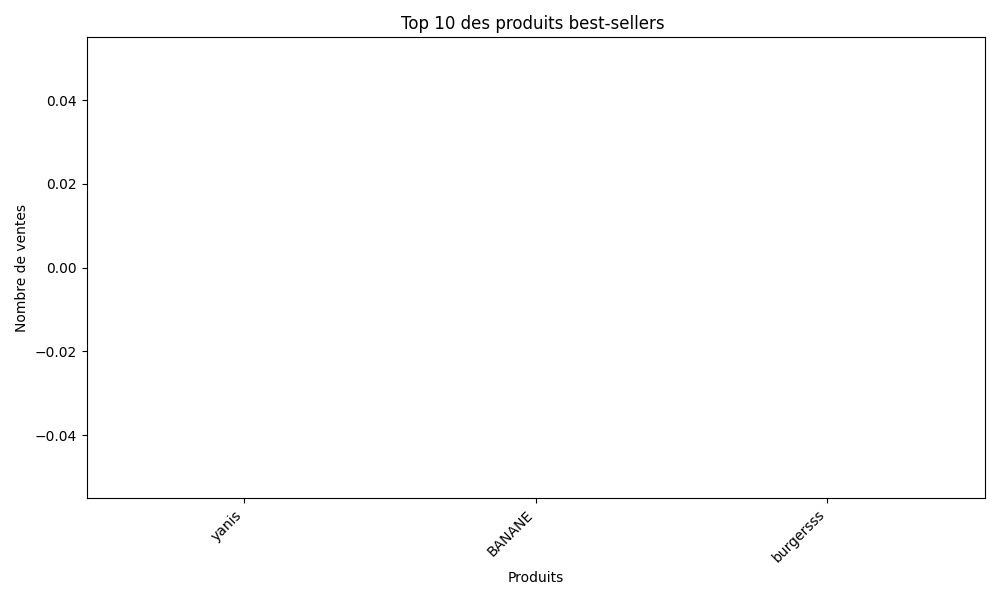 Top 10 des produits best-sellers
Nombre de ventes
0.04
0.02
0.00
−0.02
−0.04
yanis
BANANE
burgersss
Produits